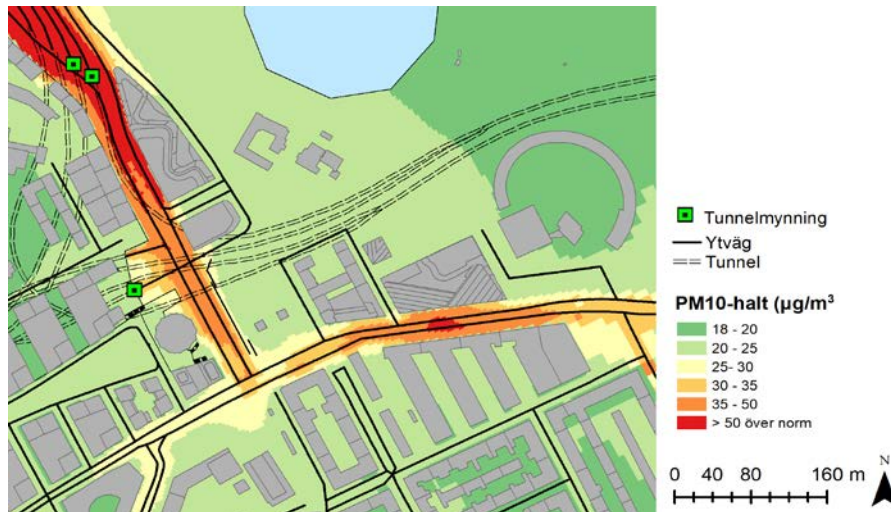 Tunnelmynning
Ytväg
Tunnel
PM10-halt (µg/m³
18 - 20
20 - 25
25- 30
30 - 35
35 - 50
> 50 över norm
N
0 40 80 160 m